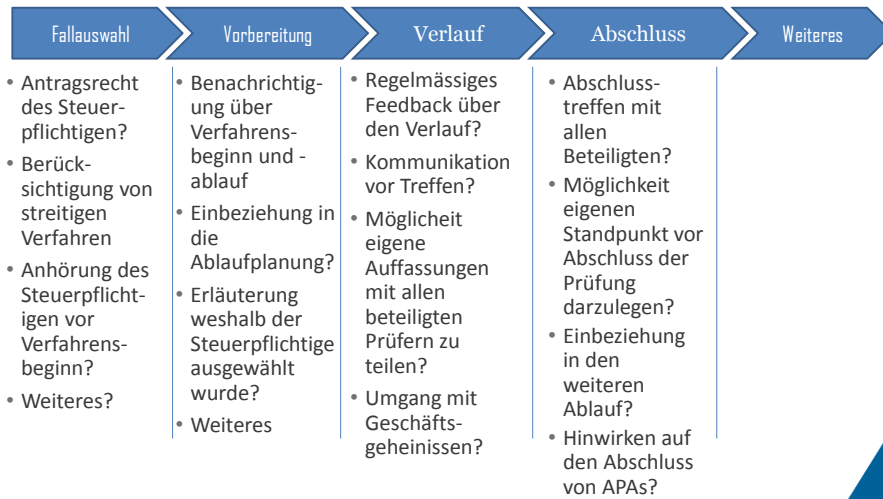 Fallauswahl
Vorbereitung
Verlauf
Abschluss
Weiteres
• Antragsrecht
des Steuer-
pflichtigen?
• Berück-
sichtigung von
streitigen
Verfahren
• Anhörung des
Steuerpflicht-
igen vor
Verfahrens-
beginn?
• Weiteres?
• Benachrichtig-
ung über
Verfahrens-
beginn und -
ablauf
• Einbeziehung in
die
Ablaufplanung?
• Erläuterung
weshalb der
Steuerpflichtige
ausgewählt
wurde?
• Weiteres
• Regelmässiges
Feedback über
den Verlauf?
• Kommunikation
vor Treffen?
• Möglicheit
eigene
Auffassungen
mit allen
beteiligten
Prüfern zu
teilen?
• Umgang mit
Geschäfts-
geheinissen?
• Abschluss-
treffen mit
allen
Beteiligten?
• Möglichkeit
eigenen
Standpunkt vor
Abschluss der
Prüfung
darzulegen?
• Einbeziehung
in den
weiteren
Ablauf?
• Hinwirken auf
den Abschluss
von APAs?